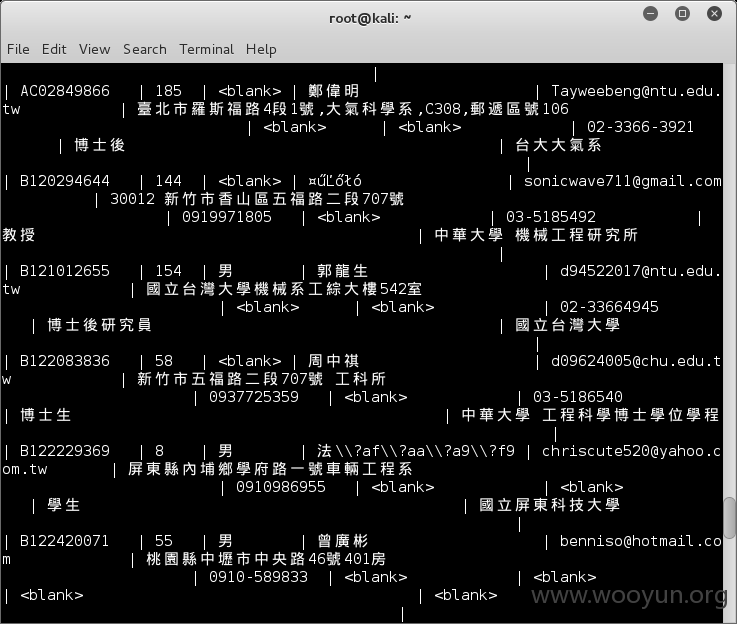 root@kali: ~
File Edit View Search Terminal Help
|
| AC02849866 | 185 | <blank> | 鄭偉明 | Tayweebeng@ntu.edu.
tw | 臺北市羅斯福路4段1號,大氣科學系,C308,郵遞區號106
| <blank> | <blank> | 02-3366-3921
| 博士後 | 台大大氣系
|
| B120294644 | 144 | <blank> | ¤űĽőłó | sonicwave711@gmail.com
| 30012 新竹市香山區五福路二段707號
| 0919971805 | <blank> | 03-5185492 |
教授 | 中華大學 機械工程研究所
|
| B121012655 | 154 | 男 | 郭龍生 | d94522017@ntu.edu.
tw | 國立台灣大學機械系工綜大樓542室
| <blank> | <blank> | 02-33664945
| 博士後研究員 | 國立台灣大學
|
| B122083836 | 58 | <blank> | 周中祺 | d09624005@chu.edu.t
w | 新竹市五福路二段707號 工科所
| 0937725359 | <blank> | 03-5186540
| 博士生 | 中華大學 工程科學博士學位學程
|
| B122229369 | 8 | 男 | 法\\?af\\?aa\\?a9\\?f9 | chriscute520@yahoo.c
om.tw | 屏東縣內埔鄉學府路一號車輛工程系
| 0910986955 | <blank> | <blank>
| 學生 | 國立屏東科技大學
|
| B122420071 | 55 | 男 | 曾廣彬 | benniso@hotmail.co
m | 桃園縣中壢市中央路46號401房
| 0910-589833 | <blank> | <blank>
| <blank> | <blank>
|
www.wooyun.org